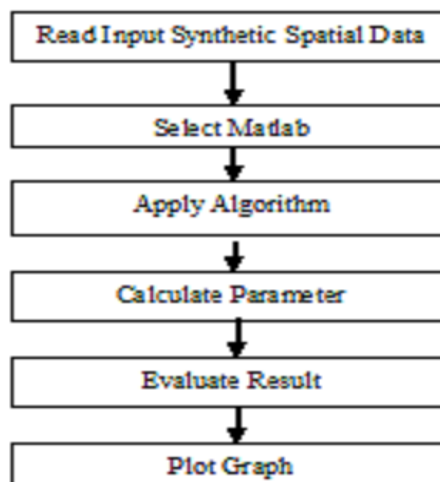 Read Input Synthetic Spatial Data
Select Matlab
Apply Algorithm
Calculate Parameter
Evaluate Result
Plot Graph